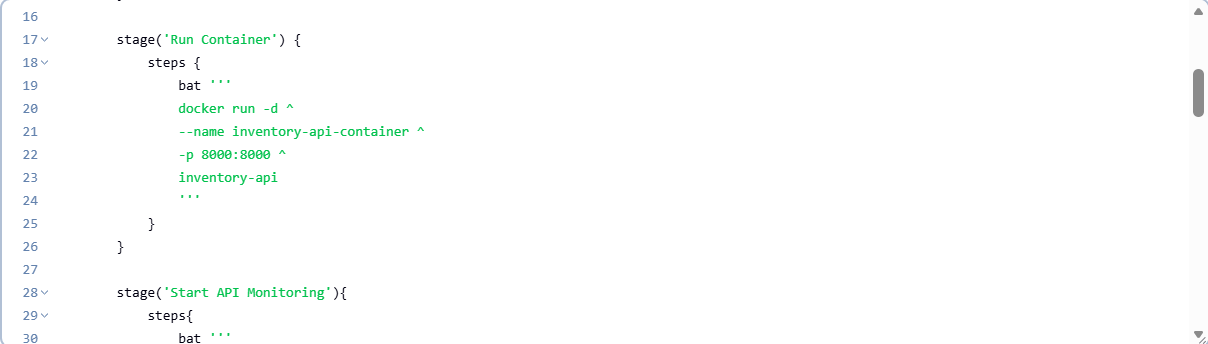 16
17 stage('Run Container') {
18 steps {
19 bat '''
20 docker run -d ^
21 --name inventory-api-container ^
22 -p 8000:8000 ^
23 inventory-api
24 '''
25 }
26 }
27
28 stage('Start API Monitoring'){
29 steps{
30 bat '''